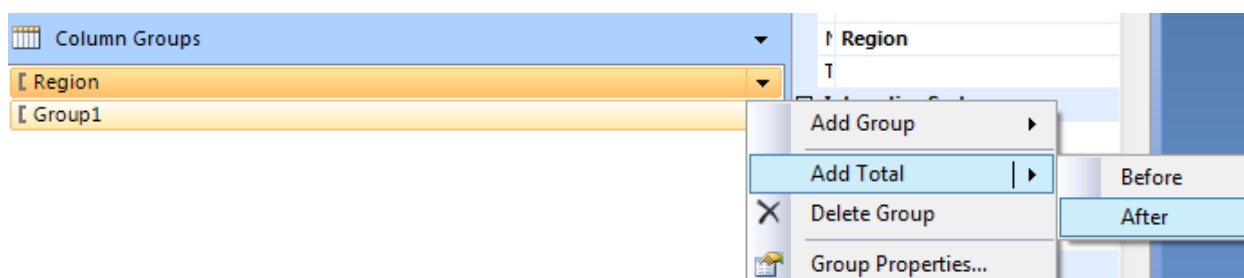 Column Groups
Region
Region
Group1
Add Group
Add Total
Before
Delete Group
After
Group Properties...